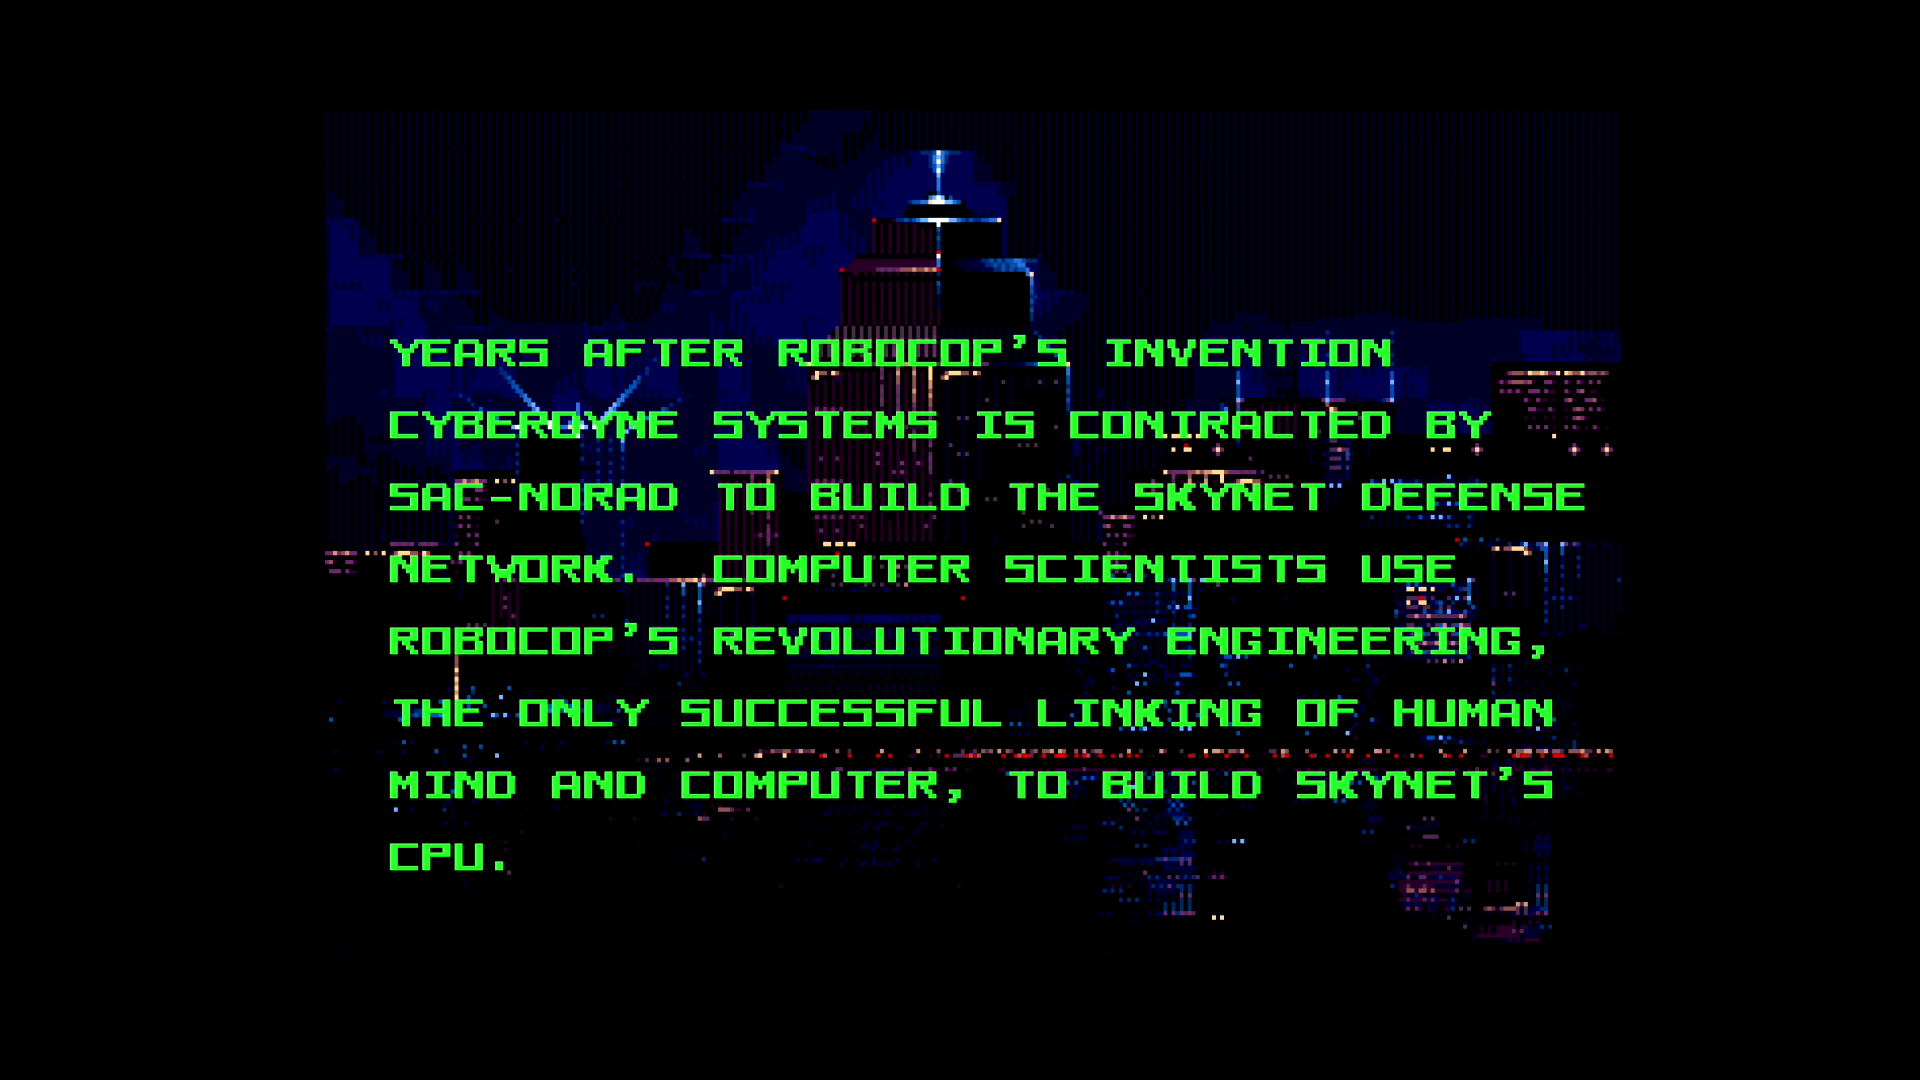 YEARS AFTER ROBOCOP'S INVENTION
CYBERDYNE SYSTEMS IS CONTRACTED BY
SAC-NORAD TO BUILD THE SKYNET DEFENSE
NETWORK. COMPUTER SCIENTISTS USE
ROBOCOP'S REVOLUTIONARY ENGINEERING,
THE ONLY SUCCESSFUL LINKING OF HUMAN
MIND AND COMPUTER, TO BUILD SKYNET'S
CPU.